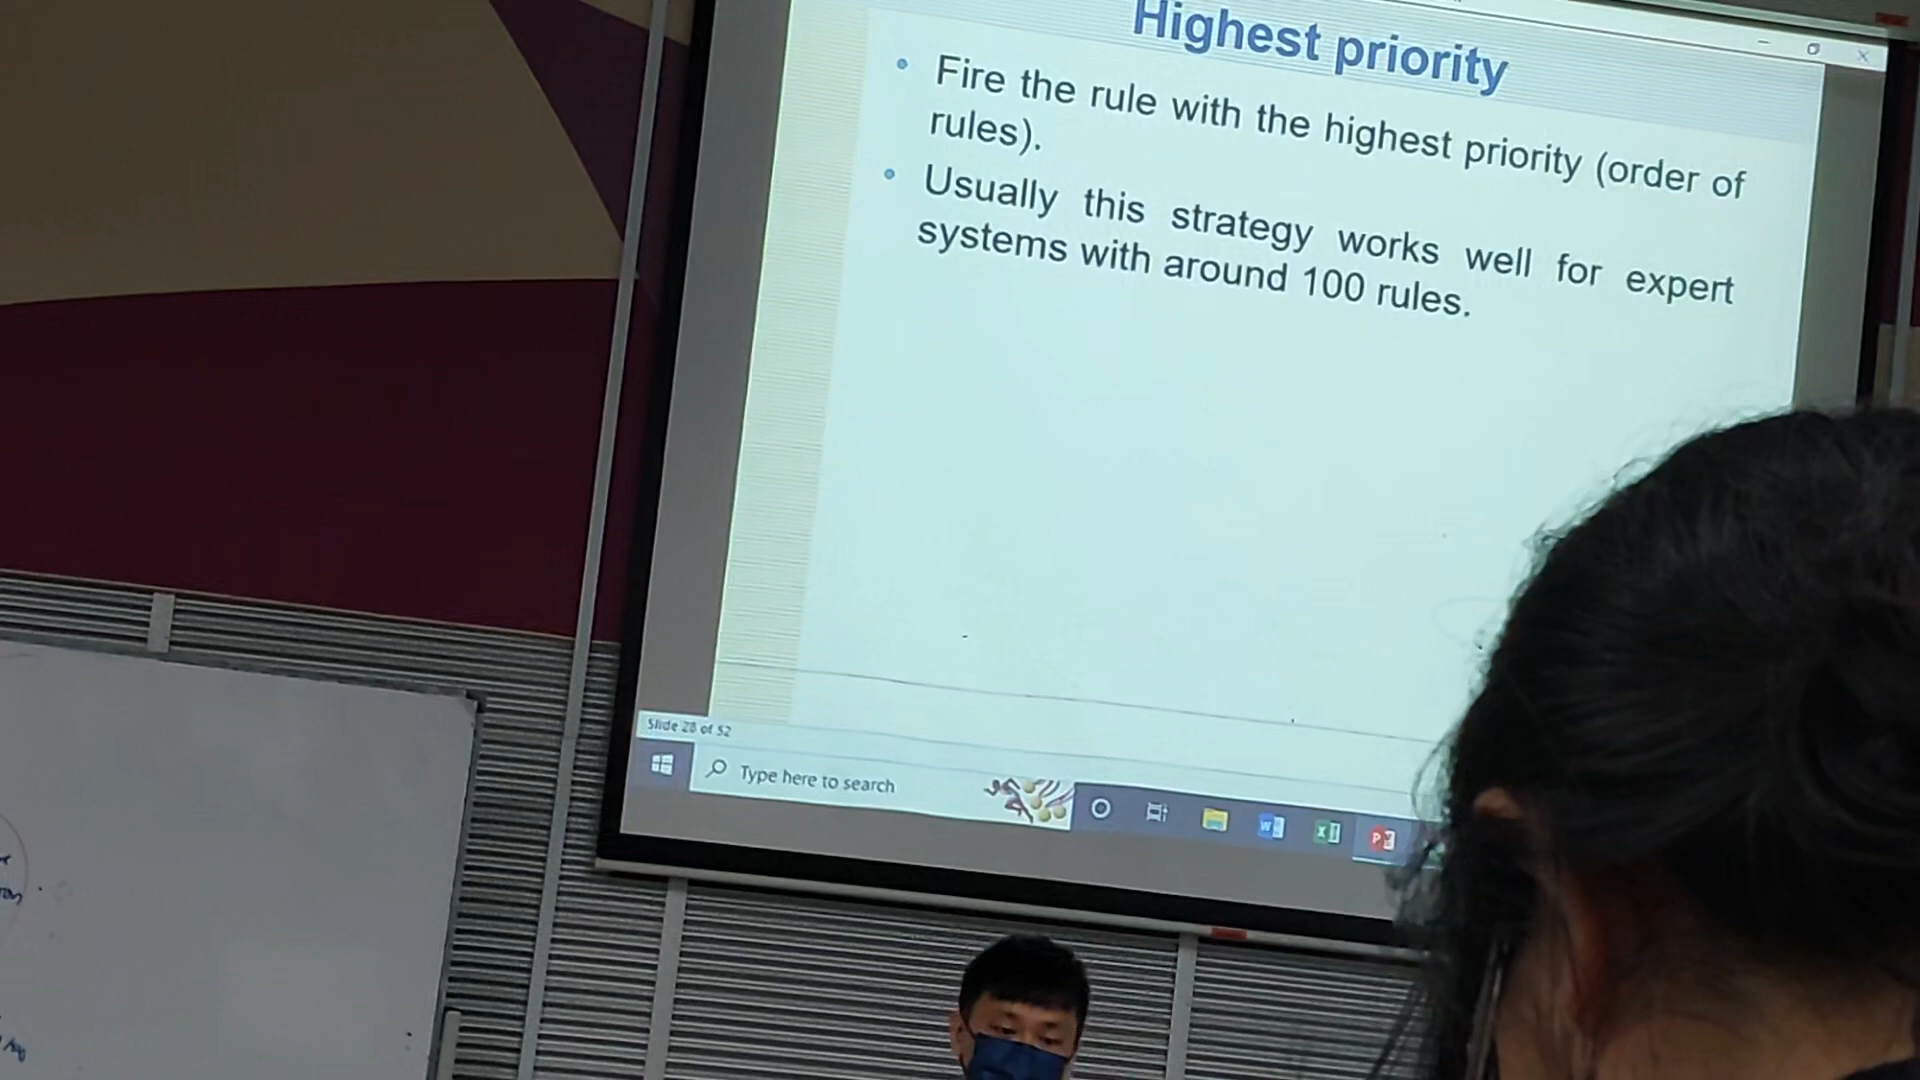 Highest priority
Fire the rule with the highest priority (order of
rules).
Usually this strategy works well for expert
systems with around 100 rules.
Slide 28 of 52
Type here to search